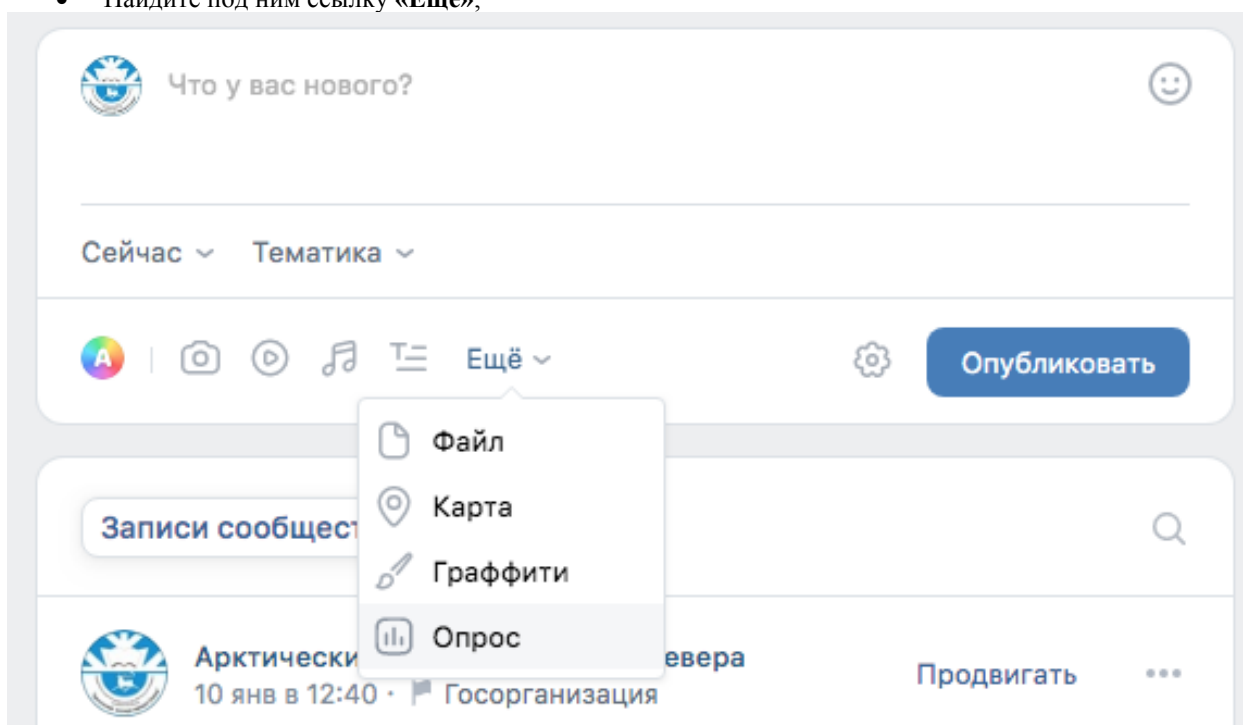 • Найдите под ним ссылку «Ещё»;
Что у вас нового?
Сейчас Тематика
A Ещё Опубликовать
Файл
Записи сообщест
Карта
Граффити
Опрос
Арктически евера Продвигать
10 янв в 12:40 · Госорганизация